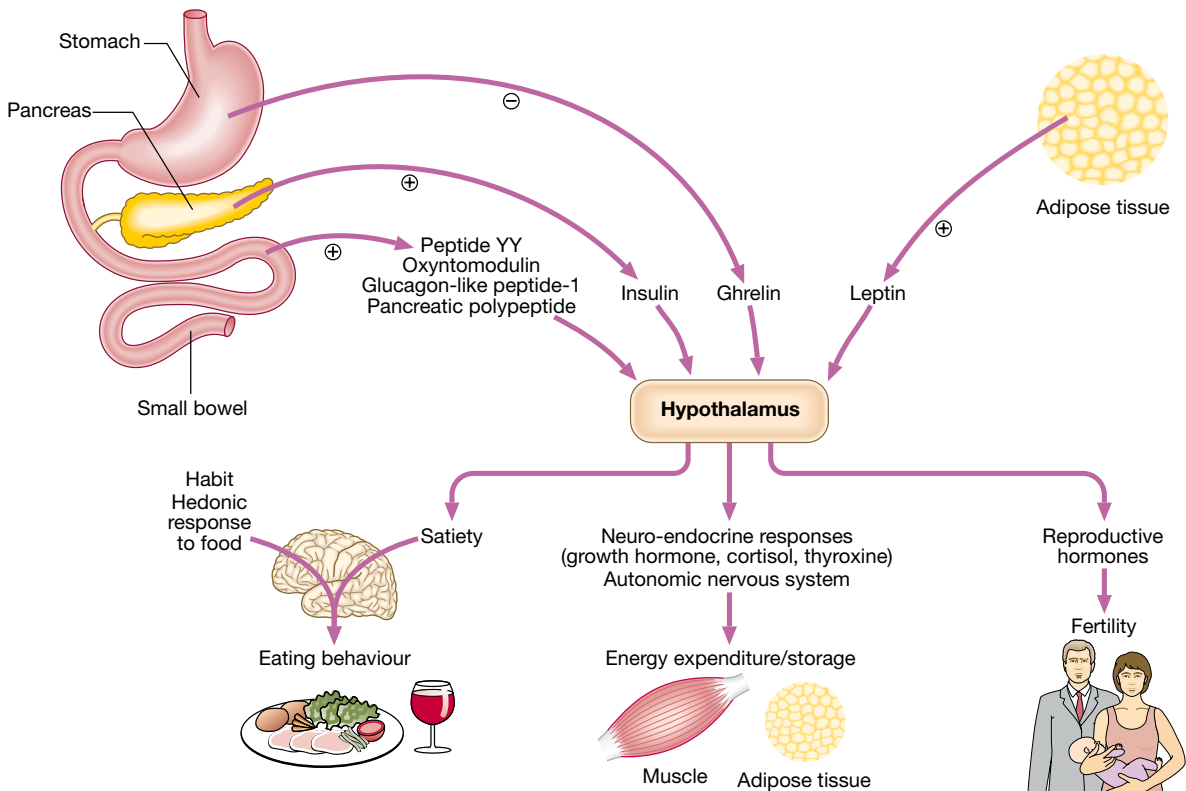 Stomach
Pancreas
Adipose tissue
Peptide YY
Oxyntomodulin
Glucagon-like peptide-1
Pancreatic polypeptide
Insulin
Ghrelin
Leptin
Small bowel
Hypothalamus
Habit
Hedonic
response
to food
Satiety
Neuro-endocrine responses
(growth hormone, cortisol, thyroxine)
Autonomic nervous system
Reproductive
hormones
Eating behaviour
Energy expenditure/storage
Fertility
Muscle
Adipose tissue